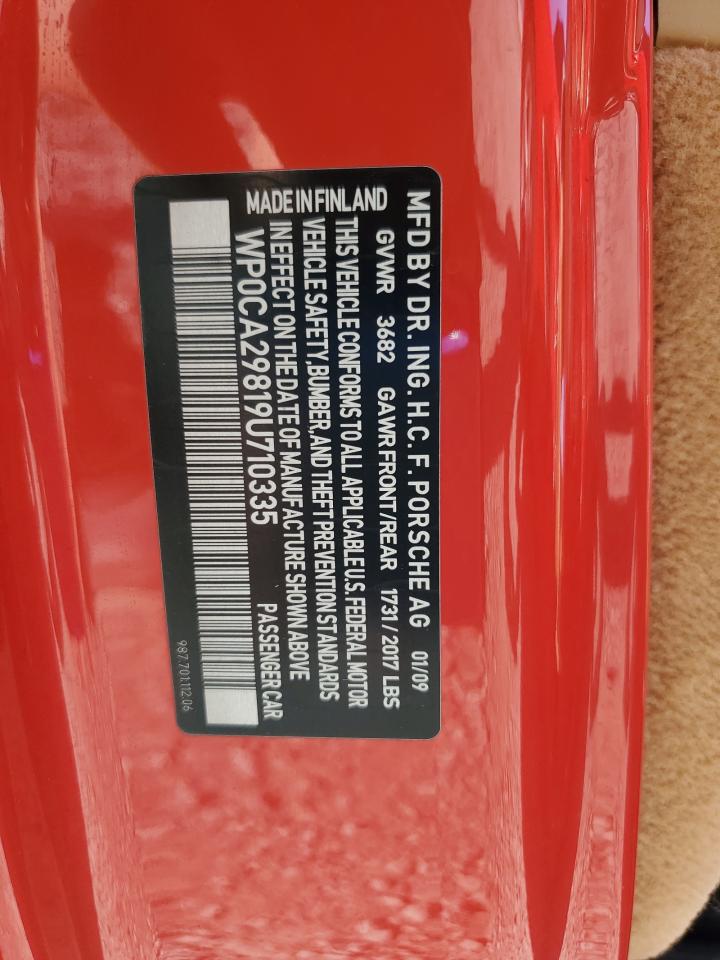 MFD BY DR. ING. H.C. F. PORSCHE AG 01/09
GVWR 3682 GAWR FRONT/REAR 1731 / 2017 LBS
THIS VEHICLE CONFORMS TO ALL APPLICABLE U.S. FEDERAL MOTOR
VEHICLE SAFETY, BUMBER, AND THEFT PREVENTION STANDARDS
IN EFFECT ON THE DATE OF MANUFACTURE SHOWN ABOVE
MADE IN FINLAND
WP0CA29819U710335 PASSENGER CAR
987.701.112.06